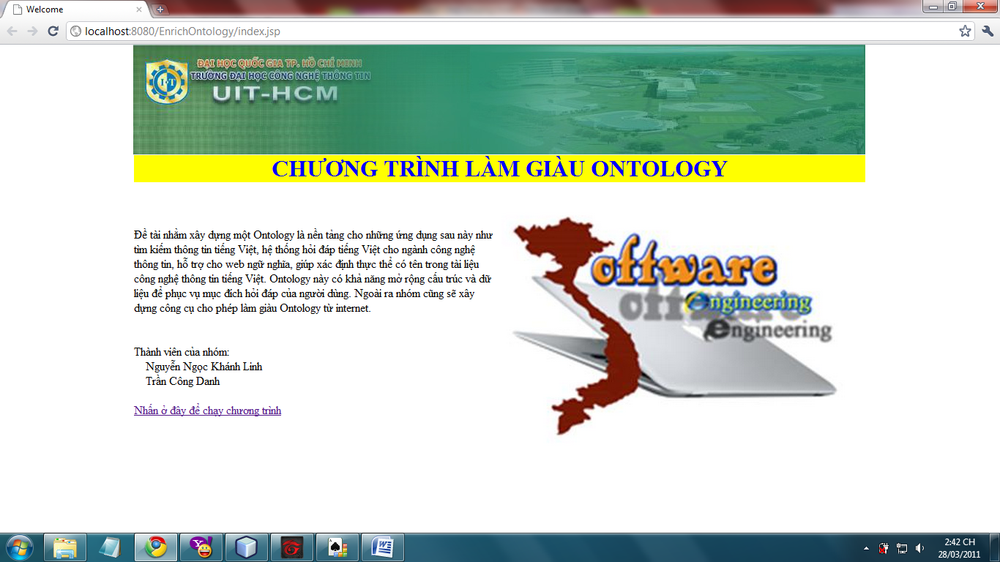 Welcome
localhost:8080/EnrichOntology/index.jsp
ĐẠI HỌC QUỐC GIA TP. HỒ CHÍ MINH
TRƯỜNG ĐẠI HỌC CÔNG NGHỆ THÔNG TIN
UIT-HCM
CHƯƠNG TRÌNH LÀM GIÀU ONTOLOGY
Đề tài nhằm xây dựng một Ontology là nền tảng cho những ứng dụng sau này như
tìm kiếm thông tin tiếng Việt, hệ thống hỏi đáp tiếng Việt cho ngành công nghệ
thông tin, hỗ trợ cho web ngữ nghĩa, giúp xác định thực thể có tên trong tài liệu
công nghệ thông tin tiếng Việt. Ontology này có khả năng mở rộng cấu trúc và dữ
liệu để phục vụ mục đích hỏi đáp của người dùng. Ngoài ra nhóm cũng sẽ xây
dựng công cụ cho phép làm giàu Ontology từ internet.
Thành viên của nhóm:
Nguyễn Ngọc Khánh Linh
Trần Công Danh
Nhấn ở đây để chạy chương trình
oftware
engineering
engineering
2:42 CH
28/03/2011